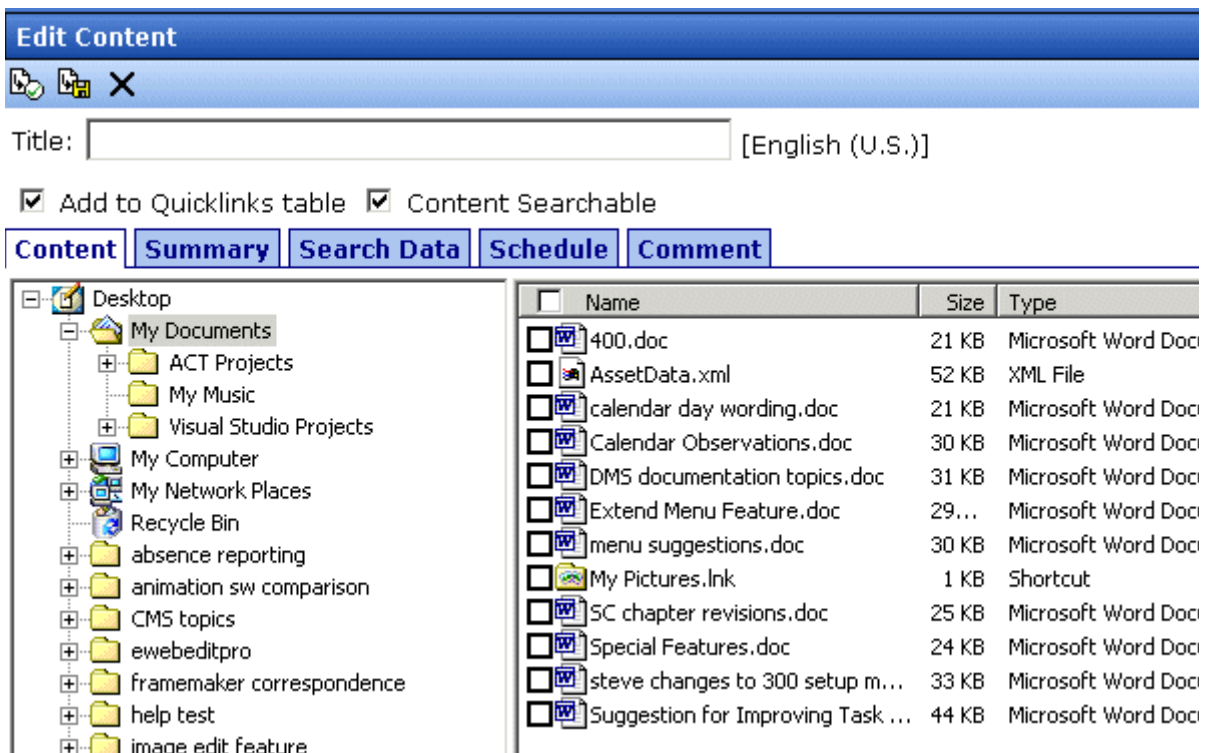 Edit Content
Title: [English (U.S.)]
Add to Quicklinks table Content Searchable
Content Summary Search Data Schedule Comment
Desktop
My Documents
ACT Projects
My Music
Visual Studio Projects
My Computer
My Network Places
Recycle Bin
absence reporting
animation sw comparison
CMS topics
ewebeditpro
framemaker correspondence
help test
image edit feature
Name Size Type
400.doc 21 KB Microsoft Word Docu
AssetData.xml 52 KB XML File
calendar day wording.doc 21 KB Microsoft Word Docu
Calendar Observations.doc 30 KB Microsoft Word Docu
DMS documentation topics.doc 31 KB Microsoft Word Docu
Extend Menu Feature.doc 29... Microsoft Word Docu
menu suggestions.doc 30 KB Microsoft Word Docu
My Pictures.lnk 1 KB Shortcut
SC chapter revisions.doc 25 KB Microsoft Word Docu
Special Features.doc 24 KB Microsoft Word Docu
steve changes to 300 setup m... 33 KB Microsoft Word Docu
Suggestion for Improving Task ... 44 KB Microsoft Word Docu